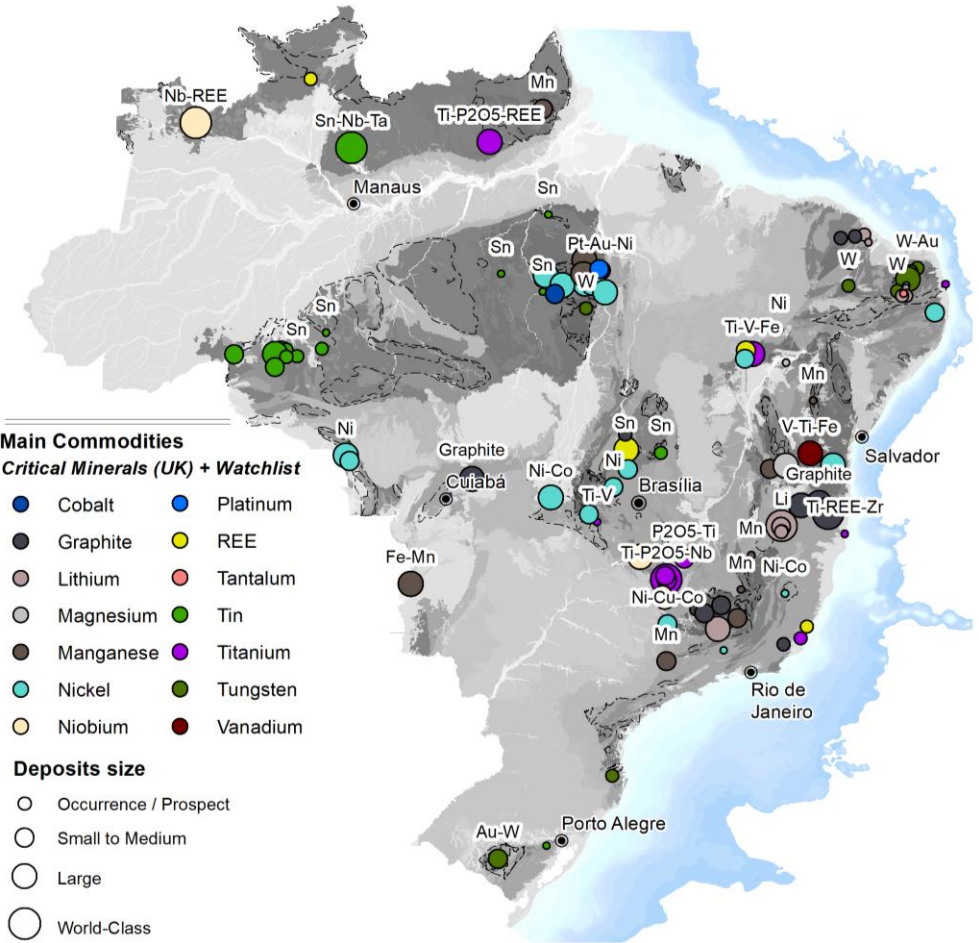 Mn
Nb-REE
Sn-Nb-Ta
Ti-P2O5-REE
Manaus
Sn
Sn
Pt-Au-Ni
Sn
W
W-Au
W
W
Ni
Sn
Sn
Ti-V-Fe
Mn
Ni
Sn
Sn
V-Ti-Fe
Salvador
Graphite
Cuiabá
Ni
Graphite
Ni-Co
Ti-V
Brasília
Li
Ti-REE-Zr
Mn
P2O5-Ti
Ti-P2O5-Nb
Fe-Mn
Mn
Ni-Co
Ni-Cu-Co
Mn
Rio de
Janeiro
Porto Alegre
Au-W
Main Commodities
Critical Minerals (UK) + Watchlist
Cobalt
Graphite
Lithium
Magnesium
Manganese
Nickel
Niobium
Platinum
REE
Tantalum
Tin
Titanium
Tungsten
Vanadium
Deposits size
Occurrence / Prospect
Small to Medium
Large
World-Class